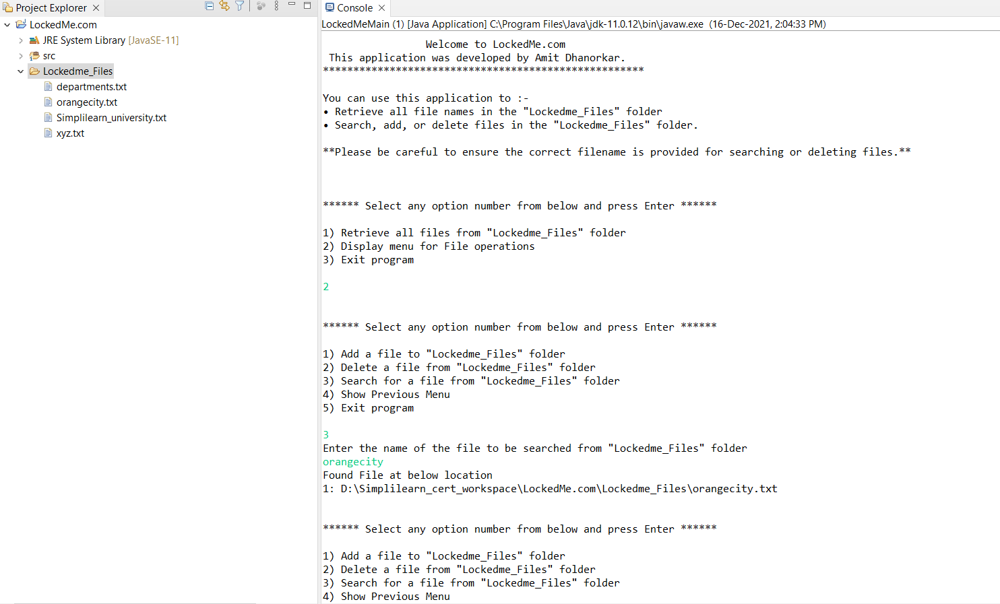 Project Explorer
LockedMe.com
JRE System Library [JavaSE-11]
src
Lockedme_Files
departments.txt
orangecity.txt
Simplilearn_university.txt
xyz.txt
Console
LockedMeMain (1) [Java Application] C:\Program Files\Java\jdk-11.0.12\bin\javaw.exe (16-Dec-2021, 2:04:33 PM)
Welcome to LockedMe.com
This application was developed by Amit Dhanorkar.
*****************************************************
You can use this application to :-
• Retrieve all file names in the "Lockedme_Files" folder
• Search, add, or delete files in the "Lockedme_Files" folder.
**Please be careful to ensure the correct filename is provided for searching or deleting files.**
****** Select any option number from below and press Enter ******
1) Retrieve all files from "Lockedme_Files" folder
2) Display menu for File operations
3) Exit program
2
****** Select any option number from below and press Enter ******
1) Add a file to "Lockedme_Files" folder
2) Delete a file from "Lockedme_Files" folder
3) Search for a file from "Lockedme_Files" folder
4) Show Previous Menu
5) Exit program
3
Enter the name of the file to be searched from "Lockedme_Files" folder
orangecity
Found File at below location
1: D:\Simplilearn_cert_workspace\LockedMe.com\Lockedme_Files\orangecity.txt
****** Select any option number from below and press Enter ******
1) Add a file to "Lockedme_Files" folder
2) Delete a file from "Lockedme_Files" folder
3) Search for a file from "Lockedme_Files" folder
4) Show Previous Menu